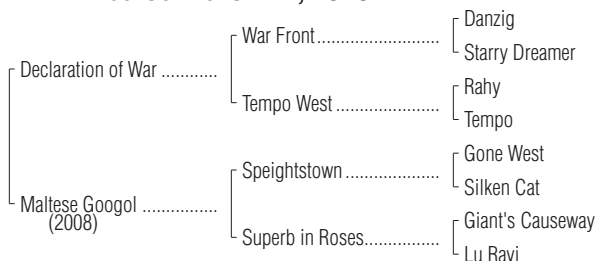 Danzig
War Front
Starry Dreamer
Declaration of War
Rahy
Tempo West
Tempo
Gone West
Speightstown
Silken Cat
Maltese Googol
(2008)
Giant's Causeway
Superb in Roses
Lu Ravi